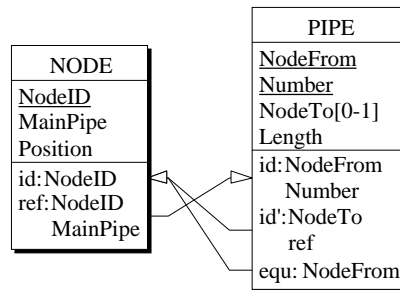 NODE
NodeID
MainPipe
Position
id:NodeID
ref:NodeID
MainPipe
PIPE
NodeFrom
Number
NodeTo[0-1]
Length
id:NodeFrom
Number
id':NodeTo
ref
equ: NodeFrom